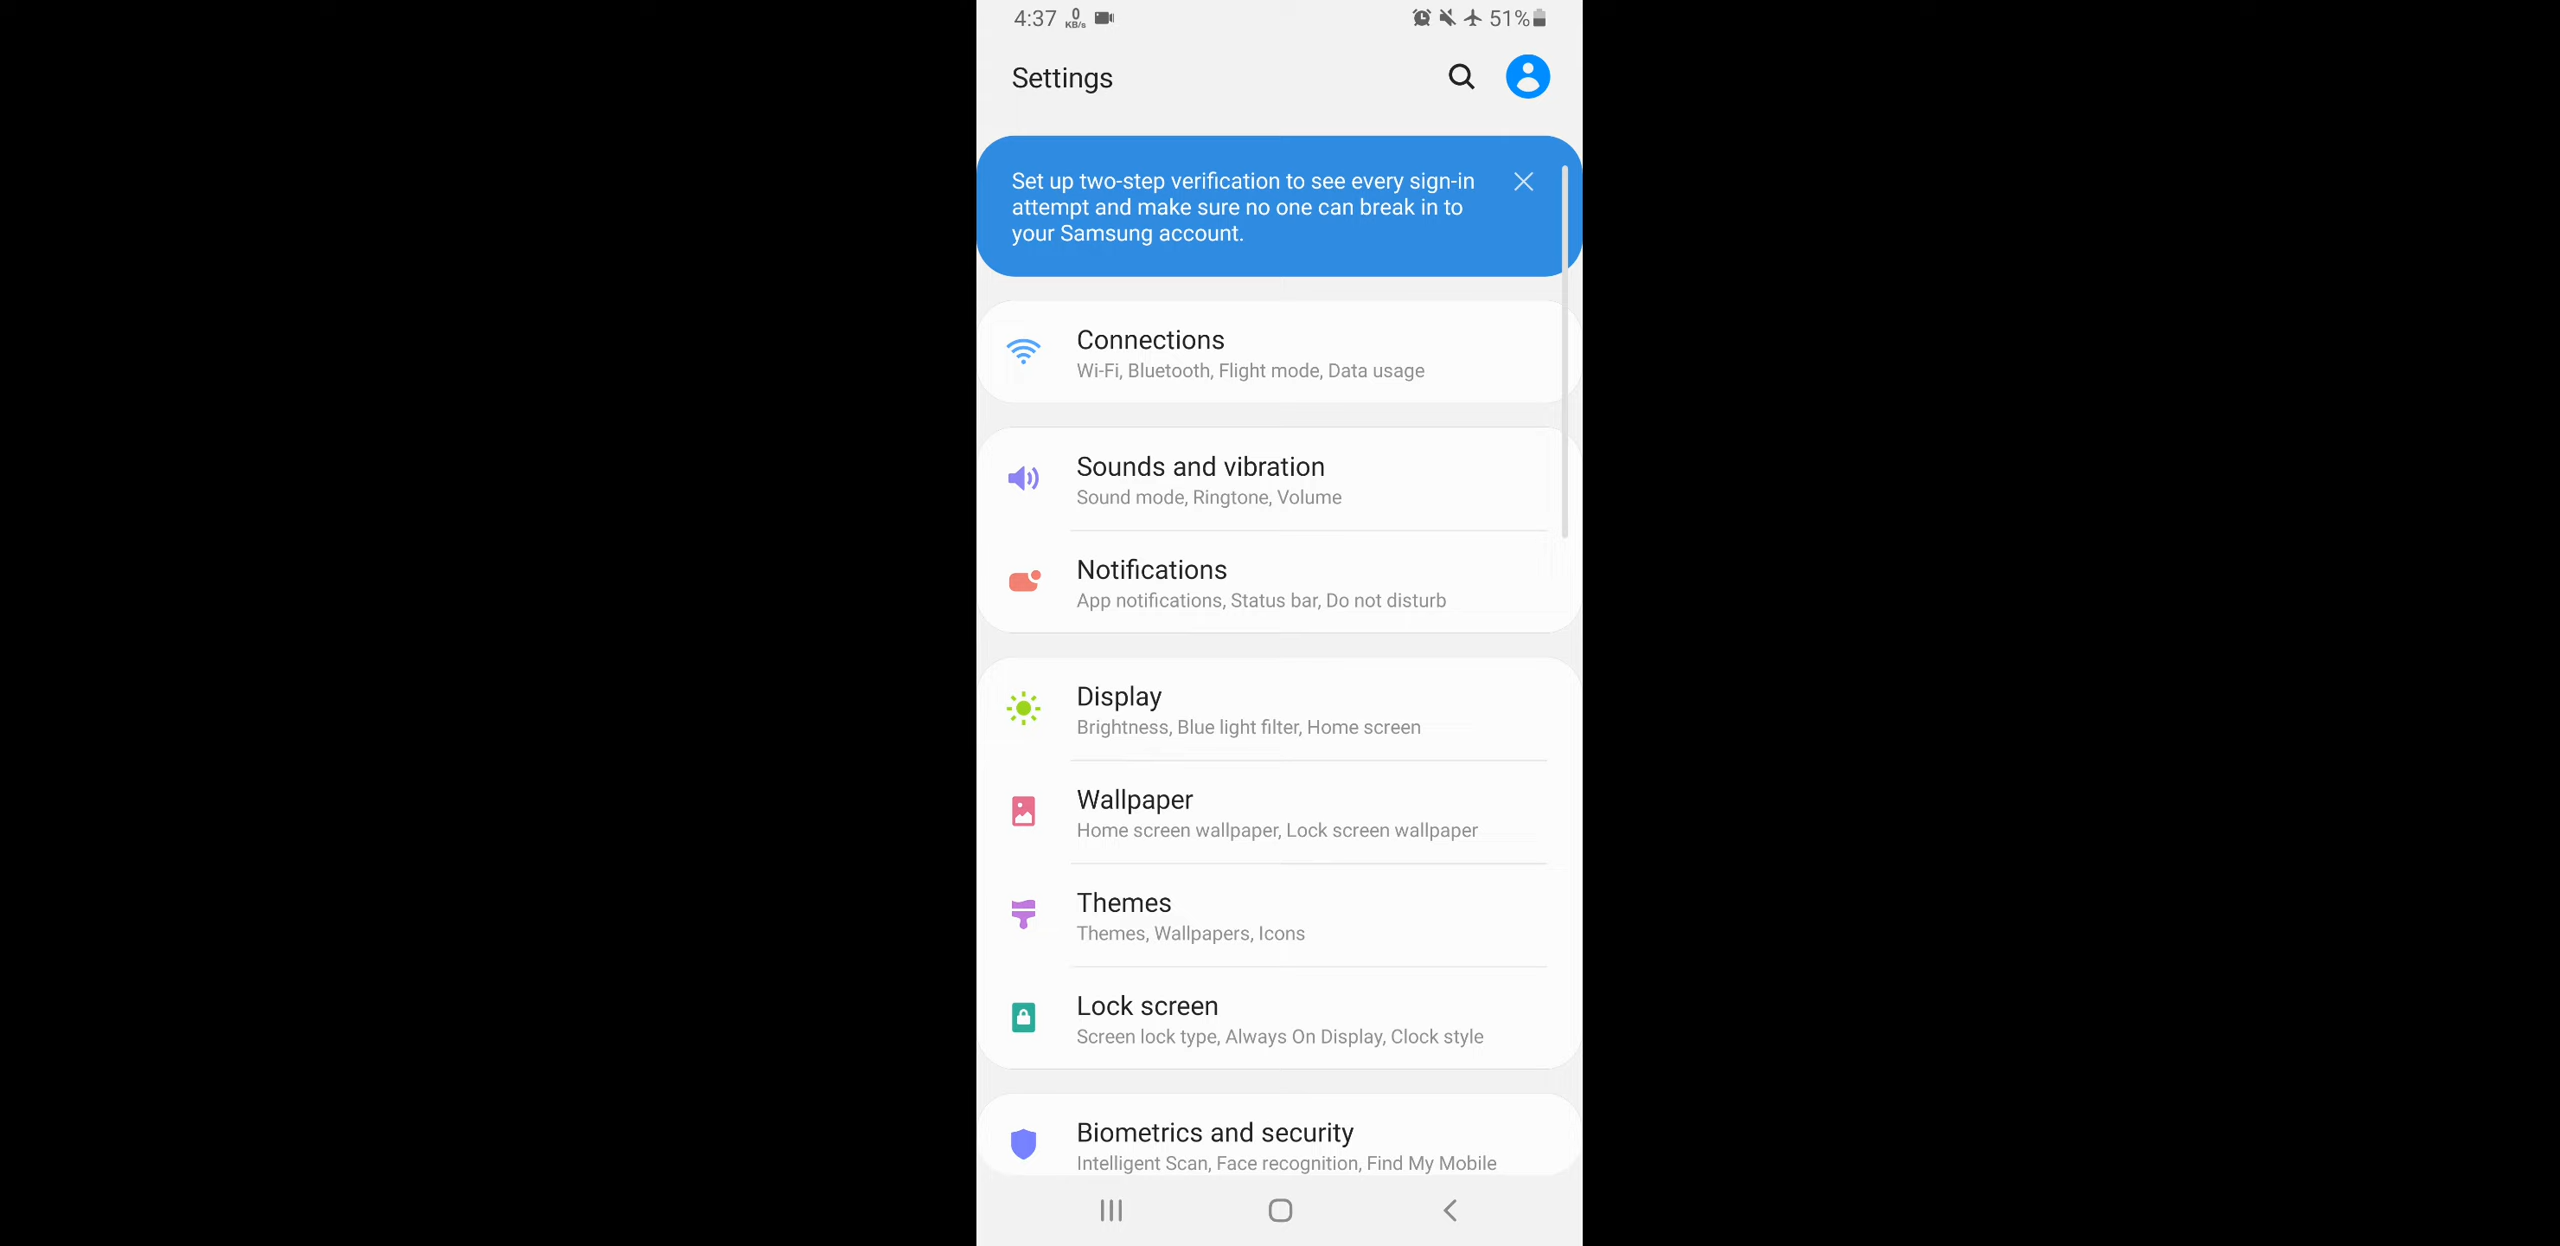 4:37 0 KB/s 51%
Settings
Set up two-step verification to see every sign-in
attempt and make sure no one can break in to
your Samsung account.
Connections
Wi-Fi, Bluetooth, Flight mode, Data usage
Sounds and vibration
Sound mode, Ringtone, Volume
Notifications
App notifications, Status bar, Do not disturb
Display
Brightness, Blue light filter, Home screen
Wallpaper
Home screen wallpaper, Lock screen wallpaper
Themes
Themes, Wallpapers, Icons
Lock screen
Screen lock type, Always On Display, Clock style
Biometrics and security
Intelligent Scan, Face recognition, Find My Mobile